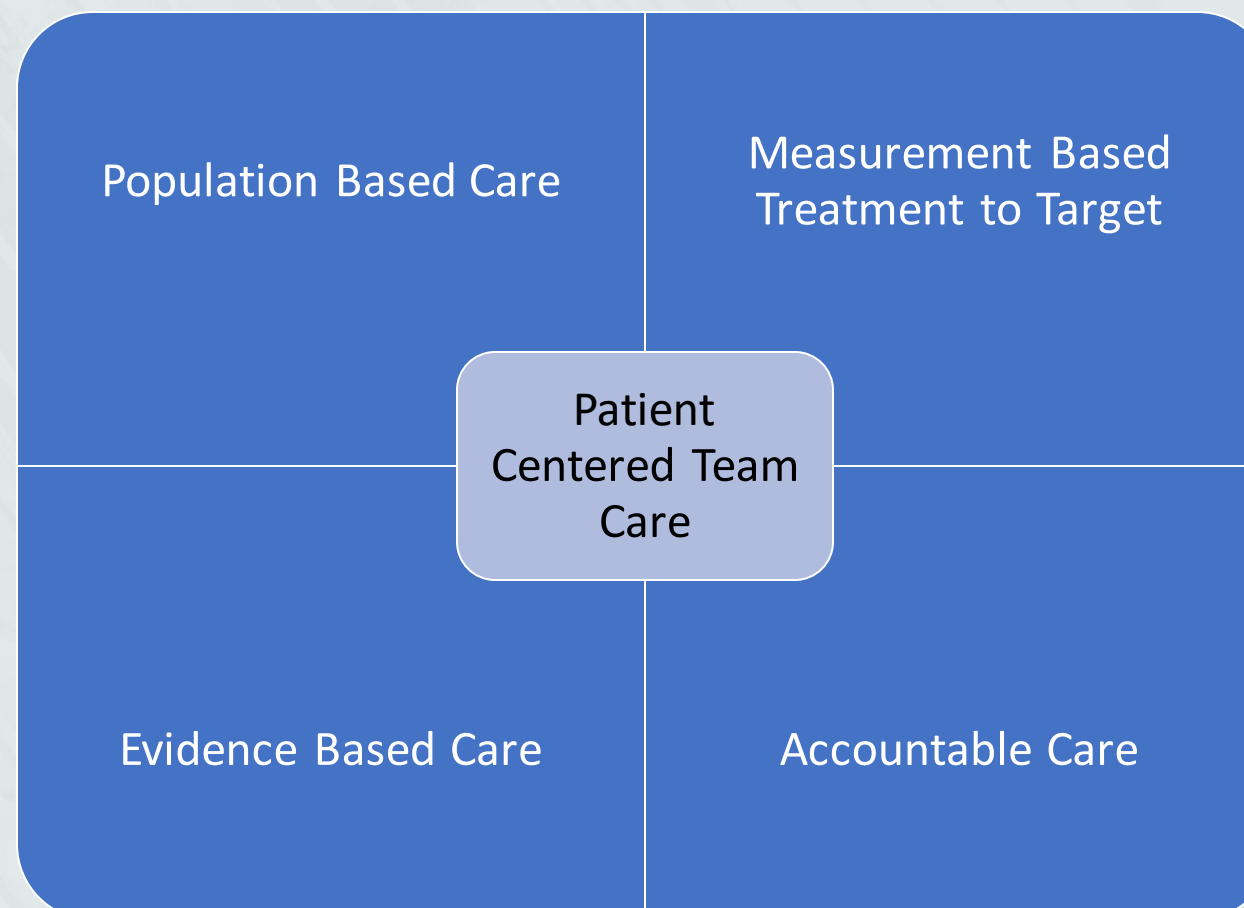 Population Based Care
Measurement Based
Treatment to Target
Patient
Centered Team
Care
Evidence Based Care
Accountable Care